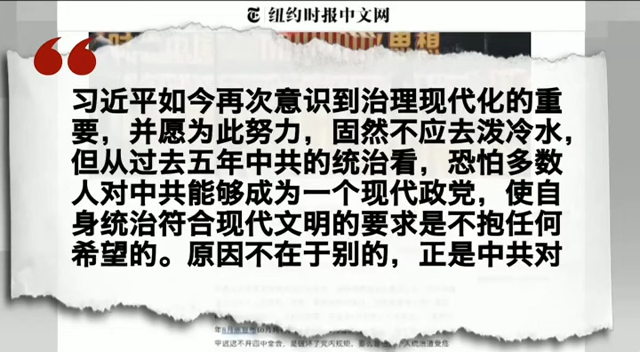 纽约时报中文网
习近平如今再次意识到治理现代化的重
要，并愿为此努力，固然不应去泼冷水，
但从过去五年中共的统治看，恐怕多数
人对中共能够成为一个现代政党，使自
身统治符合现代文明的要求是不抱任何
希望的。原因不在于别的，正是中共对